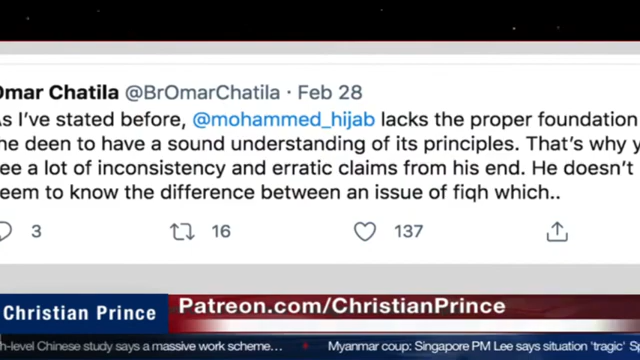 Omar Chatila @BrOmarChatila · Feb 28
As I've stated before, @mohammed_hijab lacks the proper foundation
the deen to have a sound understanding of its principles. That's why y
see a lot of inconsistency and erratic claims from his end. He doesn't
seem to know the difference between an issue of fiqh which..
3 16 137
Patreon.com/ChristianPrince
Christian Prince
h-level Chinese study says a massive work scheme... Myanmar coup: Singapore PM Lee says situation 'tragic' S